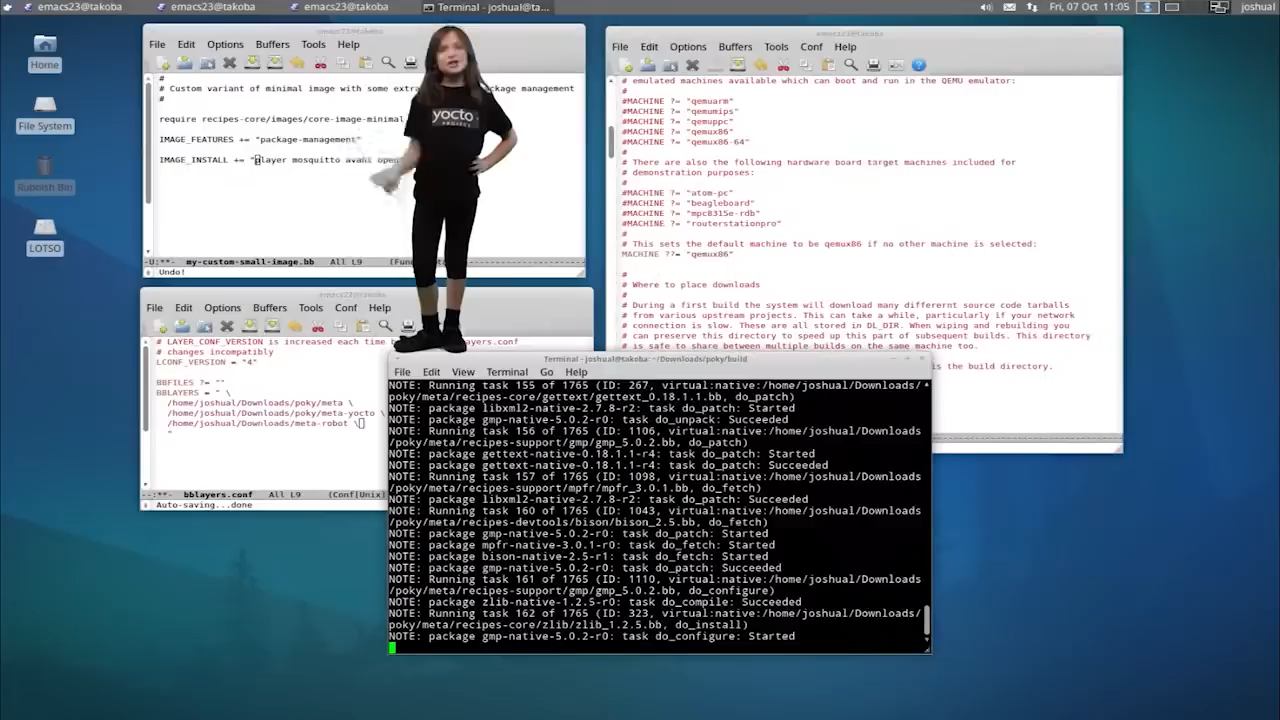 emacs23@takoba
emacs23@takoba
emacs23@takoba
Terminal - joshual@ta...
Fri, 07 Oct 11:05
joshual
Home
File System
Rubbish Bin
LOTSO
File Edit Options Buffers Tools Help
#
# Custom variant of minimal image with some extra
ckage management
#
require recipes-core/images/core-image-minimal
IMAGE_FEATURES += "package-management"
IMAGE_INSTALL += "player mosquitto avahi open
-U:**- my-custom-small-image.bb All L9
Undo!
yocto
PROJECT
emacs23@takoba
File Edit Options Buffers Tools Conf Help
# emulated machines available which can boot and run in the QEMU emulator:
#
#MACHINE ?= "qemuarm"
#MACHINE ?= "qemumips"
#MACHINE ?= "qemuppc"
#MACHINE ?= "qemux86"
#MACHINE ?= "qemux86-64"
#
# There are also the following hardware board target machines included for
# demonstration purposes:
#
#MACHINE ?= "atom-pc"
#MACHINE ?= "beagleboard"
#MACHINE ?= "mpc8315e-rdb"
#MACHINE ?= "routerstationpro"
#
# This sets the default machine to be qemux86 if no other machine is selected:
MACHINE ??= "qemux86"
#
# Where to place downloads
#
# During a first build the system will download many differernt source code tarballs
# from various upstream projects. This can take a while, particularly if your network
# connection is slow. These are all stored in DL_DIR. When wiping and rebuilding you
# can preserve this directory to speed up this part of subsequent builds. This directory
# is safe to share between multiple builds on the same machine too.
is the build directory.
File Edit Options Buffers Tools Conf Help
# LAYER_CONF_VERSION is increased each time b
yers.conf
# changes incompatibly
LCONF_VERSION = "4"
BBFILES ?= ""
BBLAYERS = " \
/home/joshual/Downloads/poky/meta \
/home/joshual/Downloads/poky/meta-yocto \
/home/joshual/Downloads/meta-robot \
"
--:**- bblayers.conf All L9 (Conf[Unix]
Auto-saving...done
Terminal - joshual@takoba: ~/Downloads/poky/build
File Edit View Terminal Go Help
NOTE: Running task 155 of 1765 (ID: 267, virtual:native:/home/joshual/Downloads/
poky/meta/recipes-core/gettext/gettext_0.18.1.1.bb, do_patch)
NOTE: package libxml2-native-2.7.8-r2: task do_patch: Started
NOTE: package gmp-native-5.0.2-r0: task do_unpack: Succeeded
NOTE: Running task 156 of 1765 (ID: 1106, virtual:native:/home/joshual/Downloads
/poky/meta/recipes-support/gmp/gmp_5.0.2.bb, do_patch)
NOTE: package gettext-native-0.18.1.1-r4: task do_patch: Started
NOTE: package gettext-native-0.18.1.1-r4: task do_patch: Succeeded
NOTE: Running task 157 of 1765 (ID: 1098, virtual:native:/home/joshual/Downloads
/poky/meta/recipes-support/mpfr/mpfr_3.0.1.bb, do_fetch)
NOTE: package libxml2-native-2.7.8-r2: task do_patch: Succeeded
NOTE: Running task 160 of 1765 (ID: 1043, virtual:native:/home/joshual/Downloads
/poky/meta/recipes-devtools/bison/bison_2.5.bb, do_fetch)
NOTE: package gmp-native-5.0.2-r0: task do_patch: Started
NOTE: package mpfr-native-3.0.1-r0: task do_fetch: Started
NOTE: package bison-native-2.5-r1: task do_fetch: Started
NOTE: package gmp-native-5.0.2-r0: task do_patch: Succeeded
NOTE: Running task 161 of 1765 (ID: 1110, virtual:native:/home/joshual/Downloads
/poky/meta/recipes-support/gmp/gmp_5.0.2.bb, do_configure)
NOTE: package zlib-native-1.2.5-r0: task do_compile: Succeeded
NOTE: Running task 162 of 1765 (ID: 323, virtual:native:/home/joshual/Downloads/
poky/meta/recipes-core/zlib/zlib_1.2.5.bb, do_install)
NOTE: package gmp-native-5.0.2-r0: task do_configure: Started